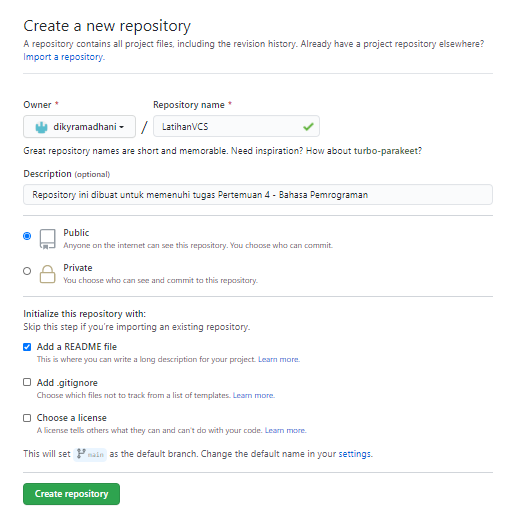 Create a new repository
A repository contains all project files, including the revision history. Already have a project repository elsewhere?
Import a repository.
Owner * Repository name *
dikyramadhani / LatihanVCS
Great repository names are short and memorable. Need inspiration? How about turbo-parakeet?
Description (optional)
Repository ini dibuat untuk memenuhi tugas Pertemuan 4 - Bahasa Pemrograman
Public
Anyone on the internet can see this repository. You choose who can commit.
Private
You choose who can see and commit to this repository.
Initialize this repository with:
Skip this step if you're importing an existing repository.
Add a README file
This is where you can write a long description for your project. Learn more.
Add .gitignore
Choose which files not to track from a list of templates. Learn more.
Choose a license
A license tells others what they can and can't do with your code. Learn more.
This will set main as the default branch. Change the default name in your settings.
Create repository